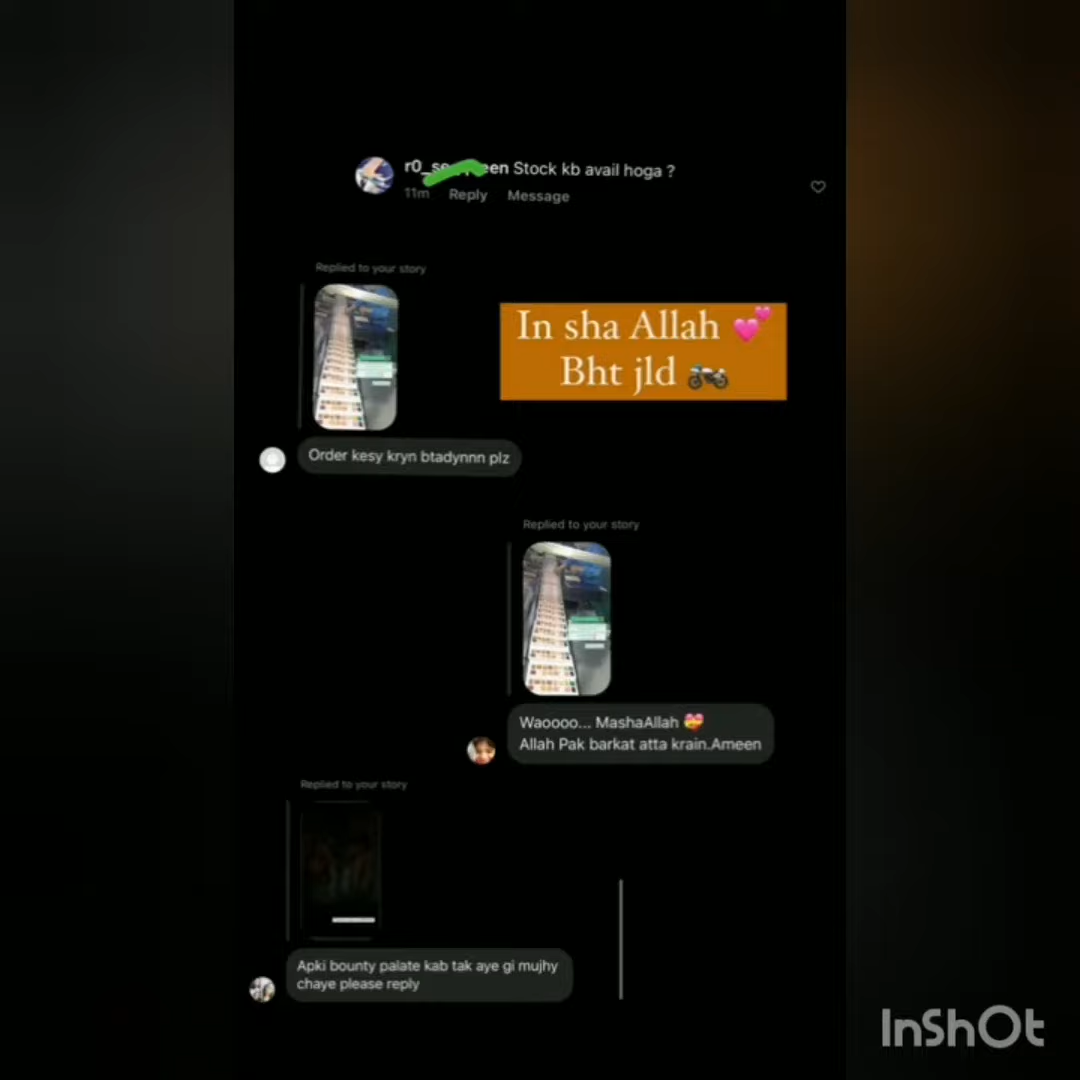 Stock kb avail hoga ?
11m Reply Message
Replied to your story
In sha Allah 💕
Bht jld 🏍️
Order kesy kryn btadynnn plz
Replied to your story
Waoooo... MashaAllah 💝
Allah Pak barkat atta krain.Ameen
Replied to your story
Apki bounty palate kab tak aye gi mujhy
chaye please reply
InShOt